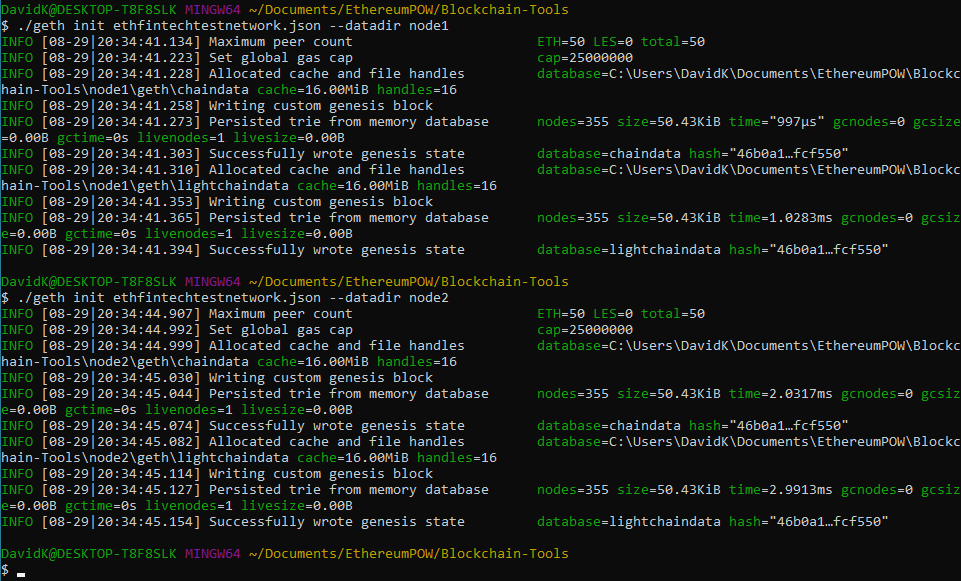 DavidK@DESKTOP-T8F8SLK MINGW64 ~/Documents/EthereumPOW/Blockchain-Tools
$ ./geth init ethfintechtestnetwork.json --datadir node1
INFO [08-29|20:34:41.134] Maximum peer count                       ETH=50 LES=0 total=50
INFO [08-29|20:34:41.223] Set global gas cap                       cap=25000000
INFO [08-29|20:34:41.228] Allocated cache and file handles         database=C:\Users\DavidK\Documents\EthereumPOW\Blockc
hain-Tools\node1\geth\chaindata cache=16.00MiB handles=16
INFO [08-29|20:34:41.258] Writing custom genesis block
INFO [08-29|20:34:41.273] Persisted trie from memory database      nodes=355 size=50.43KiB time="997µs" gcnodes=0 gcsize
=0.00B gctime=0s livenodes=1 livesize=0.00B
INFO [08-29|20:34:41.303] Successfully wrote genesis state         database=chaindata hash="46b0a1…fcf550"
INFO [08-29|20:34:41.310] Allocated cache and file handles         database=C:\Users\DavidK\Documents\EthereumPOW\Blockc
hain-Tools\node1\geth\lightchaindata cache=16.00MiB handles=16
INFO [08-29|20:34:41.353] Writing custom genesis block
INFO [08-29|20:34:41.365] Persisted trie from memory database      nodes=355 size=50.43KiB time=1.0283ms gcnodes=0 gcsiz
e=0.00B gctime=0s livenodes=1 livesize=0.00B
INFO [08-29|20:34:41.394] Successfully wrote genesis state         database=lightchaindata hash="46b0a1…fcf550"
DavidK@DESKTOP-T8F8SLK MINGW64 ~/Documents/EthereumPOW/Blockchain-Tools
$ ./geth init ethfintechtestnetwork.json --datadir node2
INFO [08-29|20:34:44.907] Maximum peer count                       ETH=50 LES=0 total=50
INFO [08-29|20:34:44.992] Set global gas cap                       cap=25000000
INFO [08-29|20:34:44.999] Allocated cache and file handles         database=C:\Users\DavidK\Documents\EthereumPOW\Blockc
hain-Tools\node2\geth\chaindata cache=16.00MiB handles=16
INFO [08-29|20:34:45.030] Writing custom genesis block
INFO [08-29|20:34:45.044] Persisted trie from memory database      nodes=355 size=50.43KiB time=2.0317ms gcnodes=0 gcsiz
e=0.00B gctime=0s livenodes=1 livesize=0.00B
INFO [08-29|20:34:45.074] Successfully wrote genesis state         database=chaindata hash="46b0a1…fcf550"
INFO [08-29|20:34:45.082] Allocated cache and file handles         database=C:\Users\DavidK\Documents\EthereumPOW\Blockc
hain-Tools\node2\geth\lightchaindata cache=16.00MiB handles=16
INFO [08-29|20:34:45.114] Writing custom genesis block
INFO [08-29|20:34:45.127] Persisted trie from memory database      nodes=355 size=50.43KiB time=2.9913ms gcnodes=0 gcsiz
e=0.00B gctime=0s livenodes=1 livesize=0.00B
INFO [08-29|20:34:45.154] Successfully wrote genesis state         database=lightchaindata hash="46b0a1…fcf550"
DavidK@DESKTOP-T8F8SLK MINGW64 ~/Documents/EthereumPOW/Blockchain-Tools
$